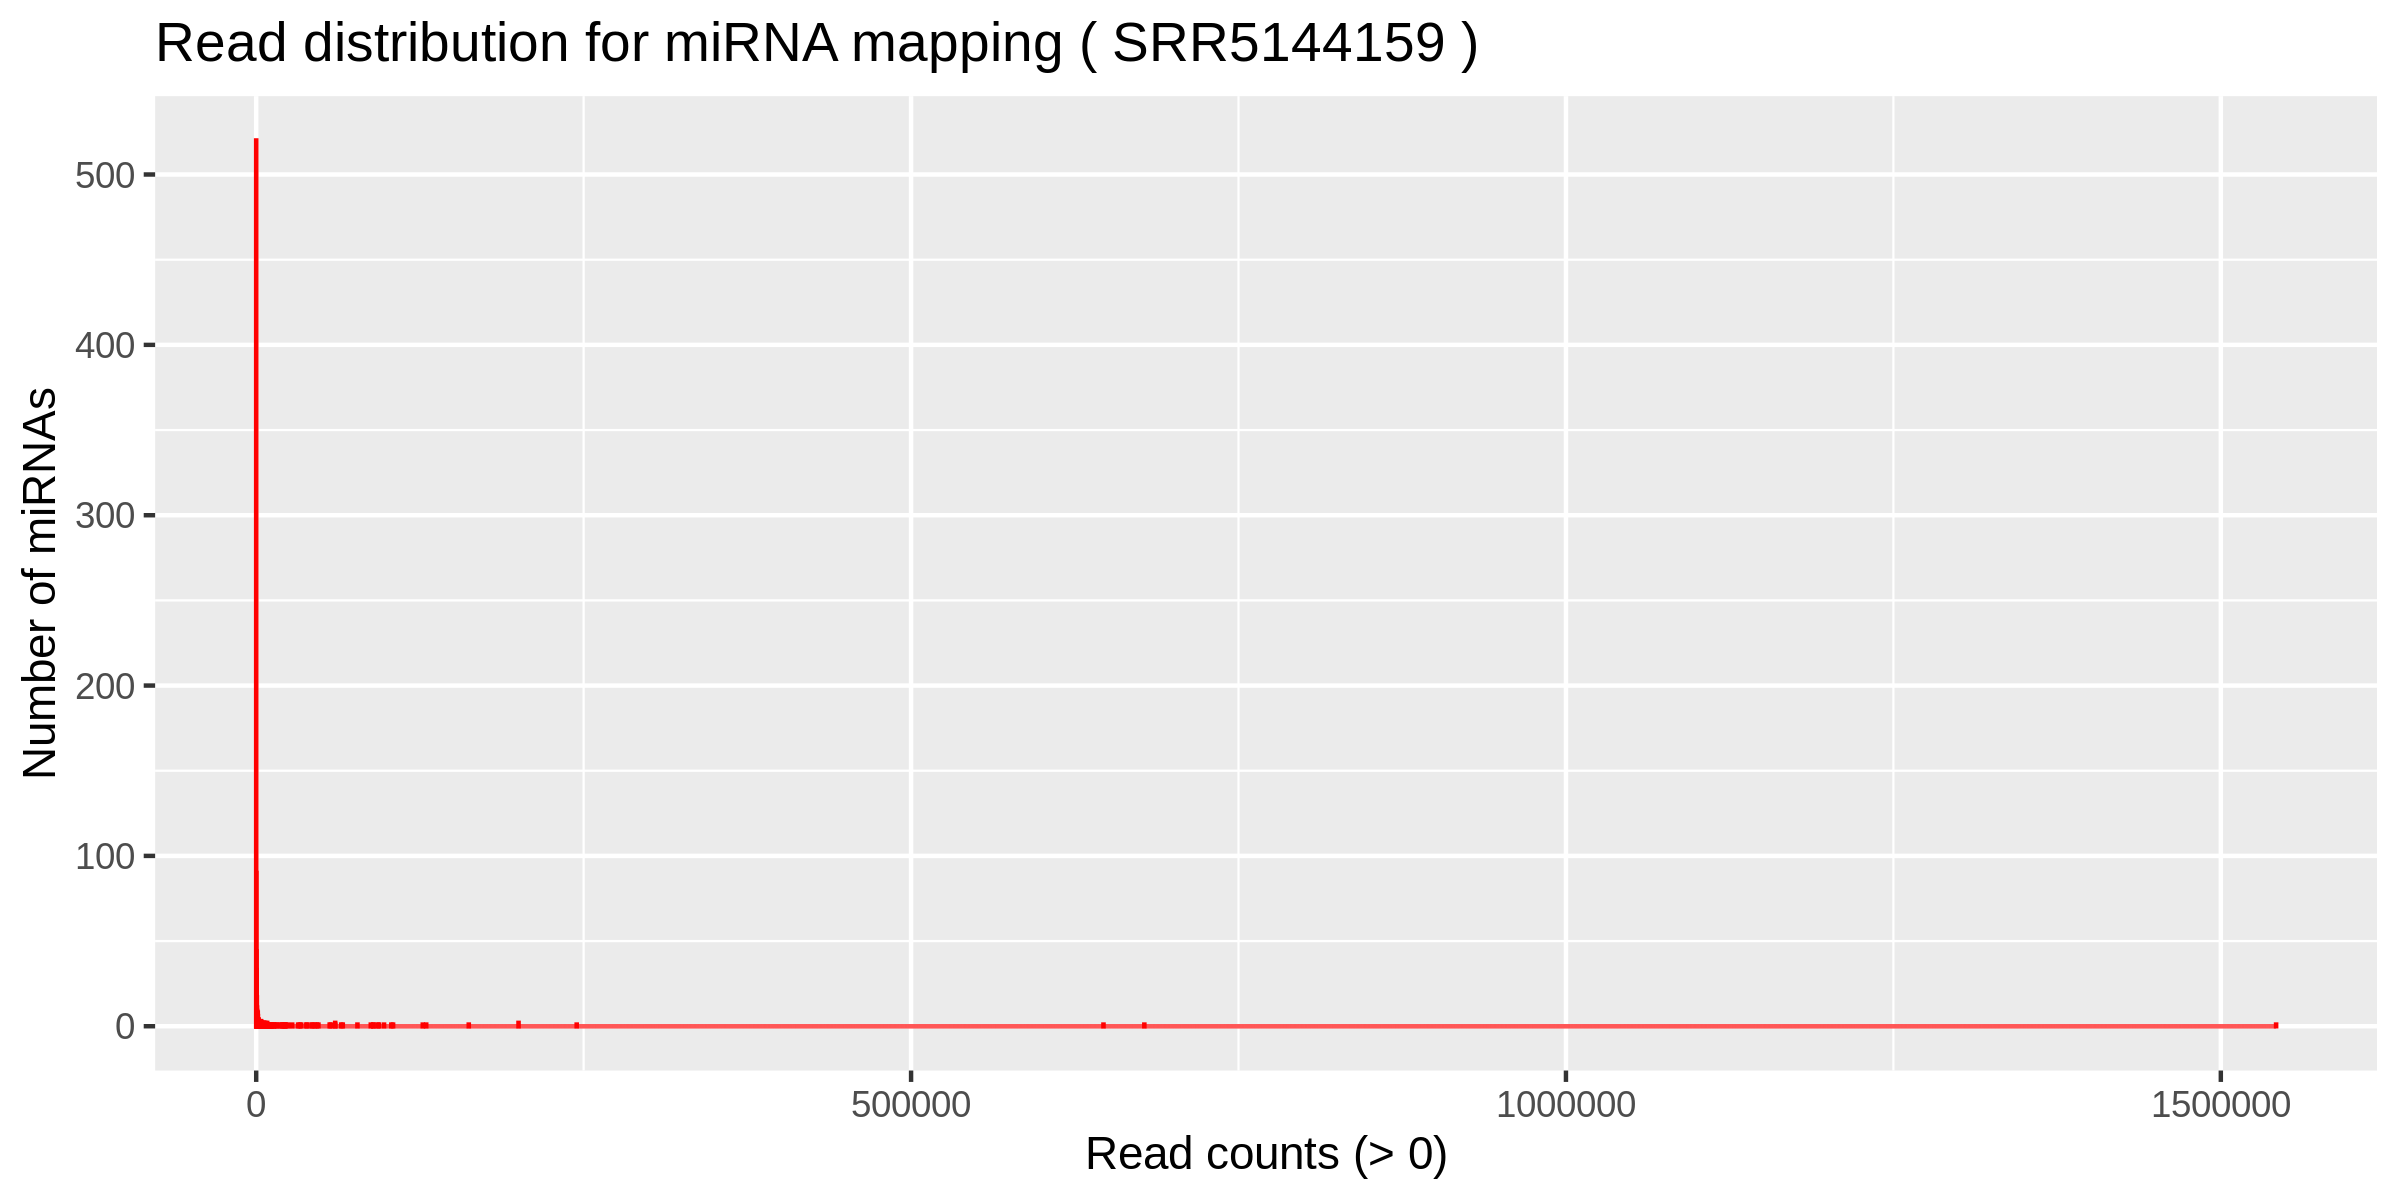 Read distribution for miRNA mapping ( SRR5144159 )
Number of miRNAs
500
400
300
200
100
0
0 500000 1000000 1500000
Read counts (> 0)